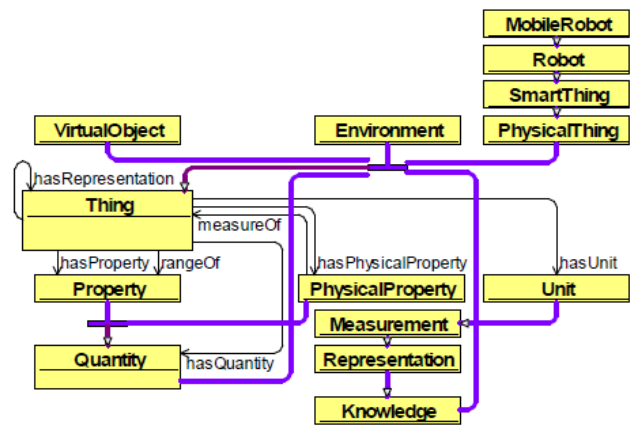 MobileRobot
Robot
SmartThing
VirtualObject
Environment
PhysicalThing
hasRepresentation
Thing
measureOf
hasProperty
rangeOf
hasPhysicalProperty
hasUnit
Property
PhysicalProperty
Unit
Measurement
Quantity
hasQuantity
Representation
Knowledge